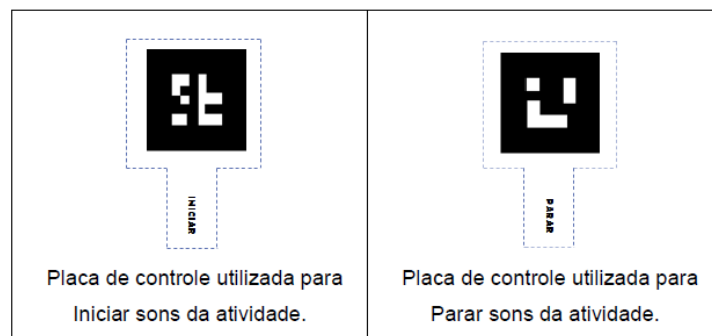 INICIAR
Placa de controle utilizada para
Iniciar sons da atividade.
PARAR
Placa de controle utilizada para
Parar sons da atividade.